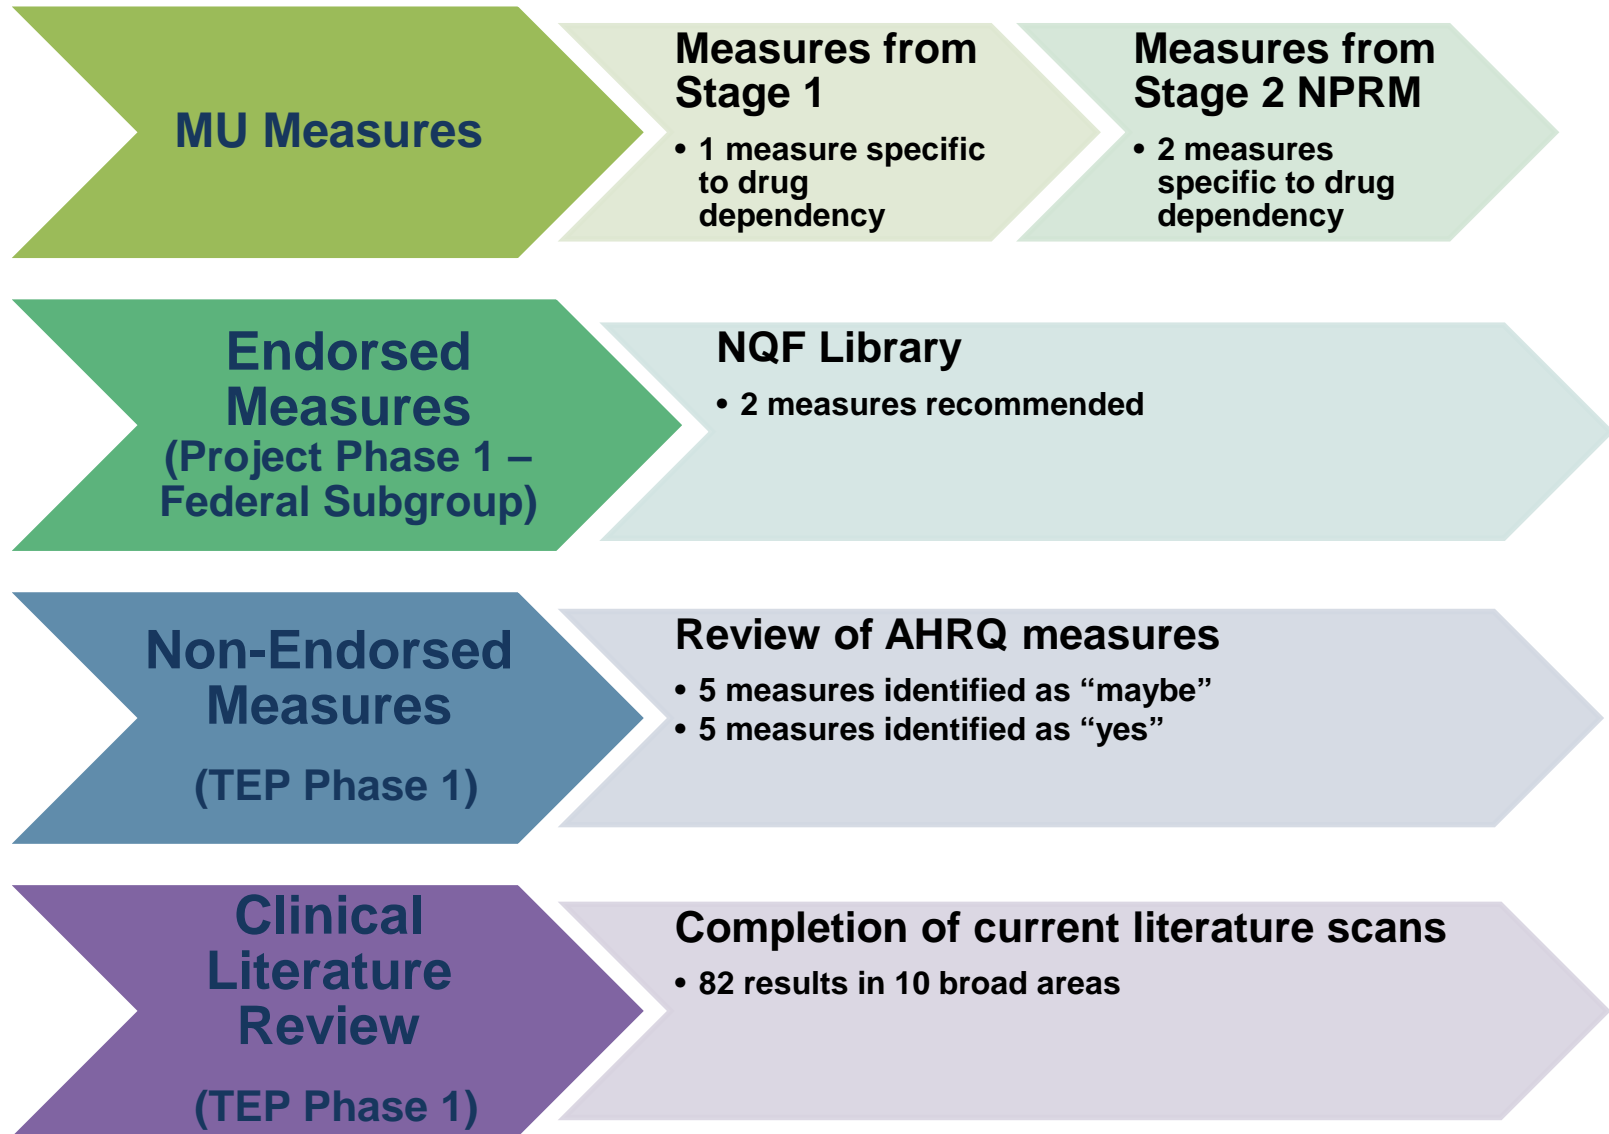 MU Measures
Measures from
Stage 1
• 1 measure specific
to drug
dependency
Measures from
Stage 2 NPRM
• 2 measures
specific to drug
dependency
Endorsed
Measures
(Project Phase 1 –
Federal Subgroup)
NQF Library
• 2 measures recommended
Non-Endorsed
Measures
(TEP Phase 1)
Review of AHRQ measures
• 5 measures identified as “maybe”
• 5 measures identified as “yes”
Clinical
Literature
Review
(TEP Phase 1)
Completion of current literature scans
• 82 results in 10 broad areas